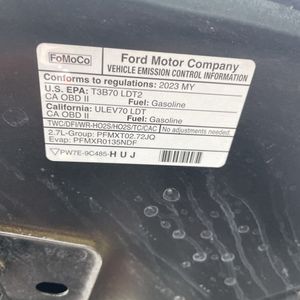 FoMoCo
Ford Motor Company
VEHICLE EMISSION CONTROL INFORMATION
Conforms to regulations: 2023 MY
U.S. EPA: T3B70 LDT2
CA OBD II Fuel: Gasoline
California: ULEV70 LDT
CA OBD II Fuel: Gasoline
TWC/DFI/WR-HO2S/HO2S/TC/CAC No adjustments needed.
2.7L-Group: PFMXT02.72JQ
Evap: PFMXR0135NDF
PW7E-9C485-HUJ